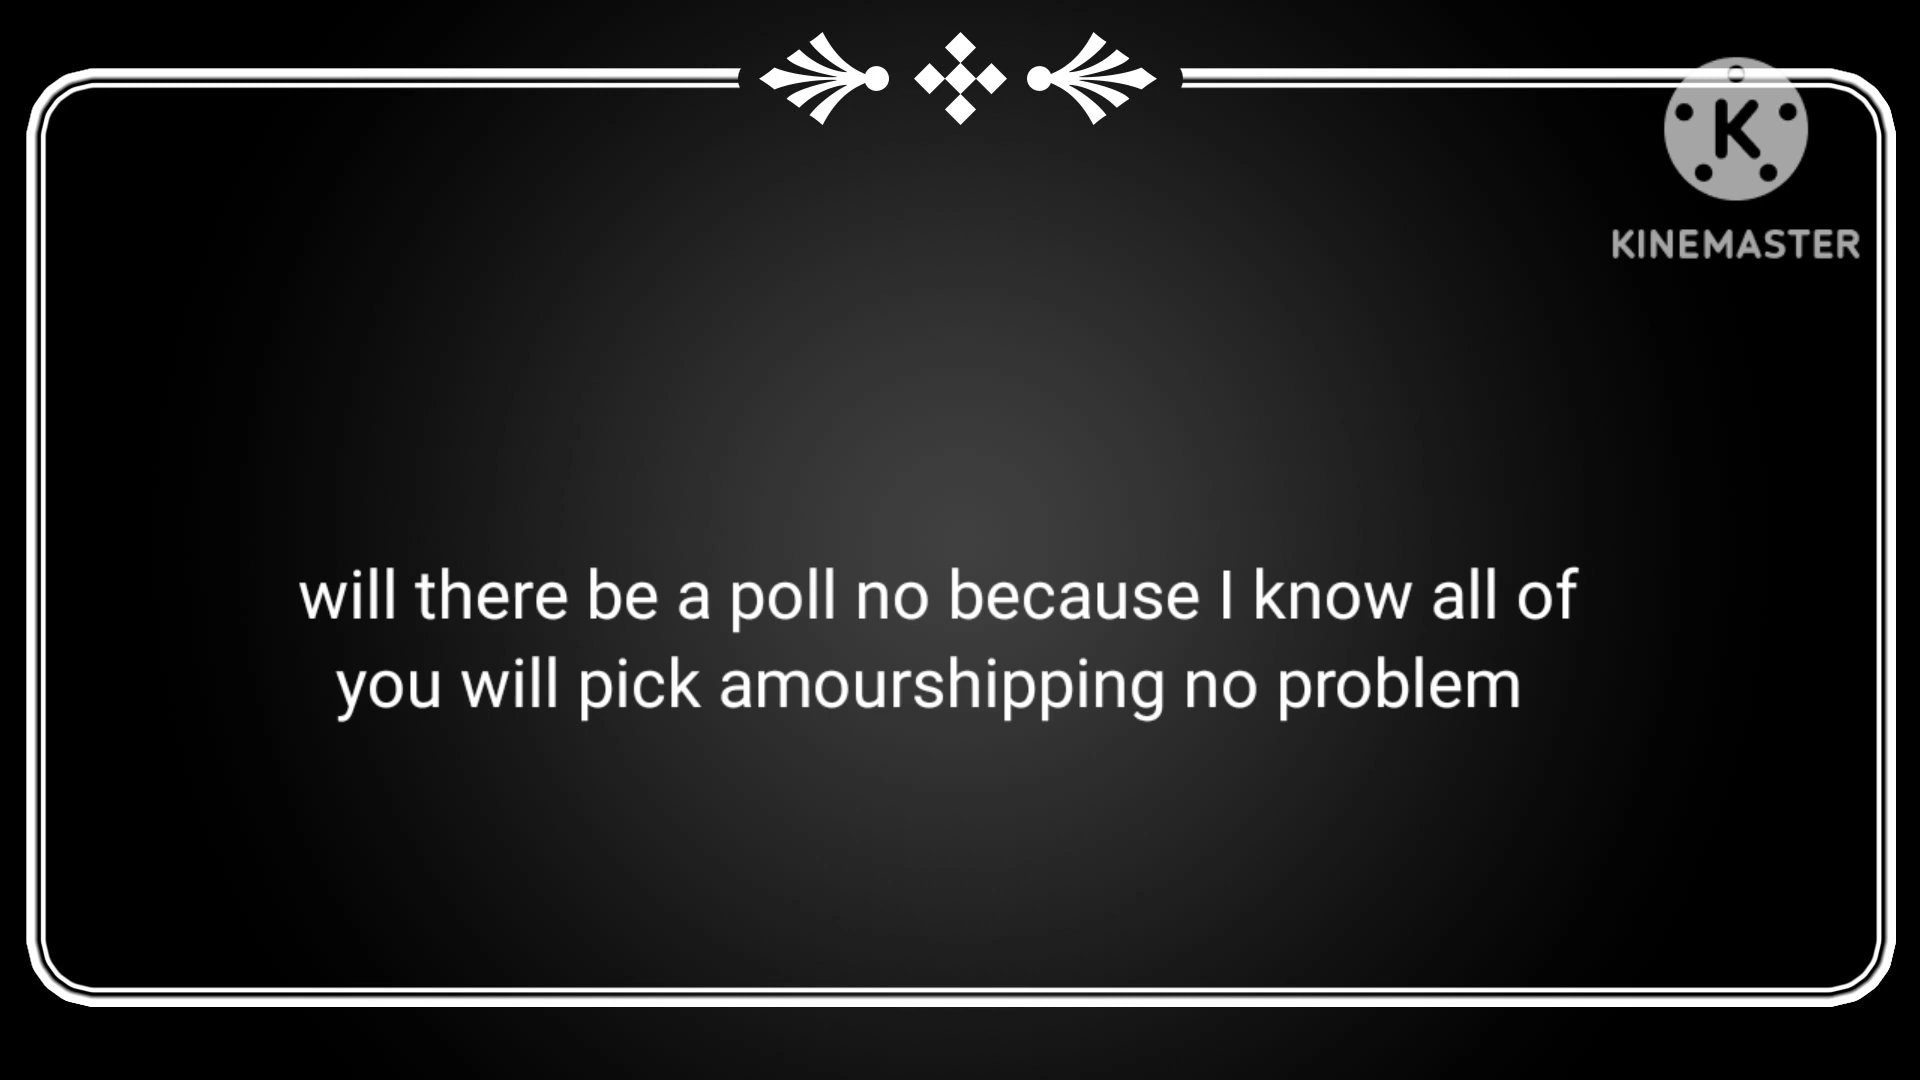 K
KINEMASTER
will there be a poll no because I know all of
you will pick amourshipping no problem